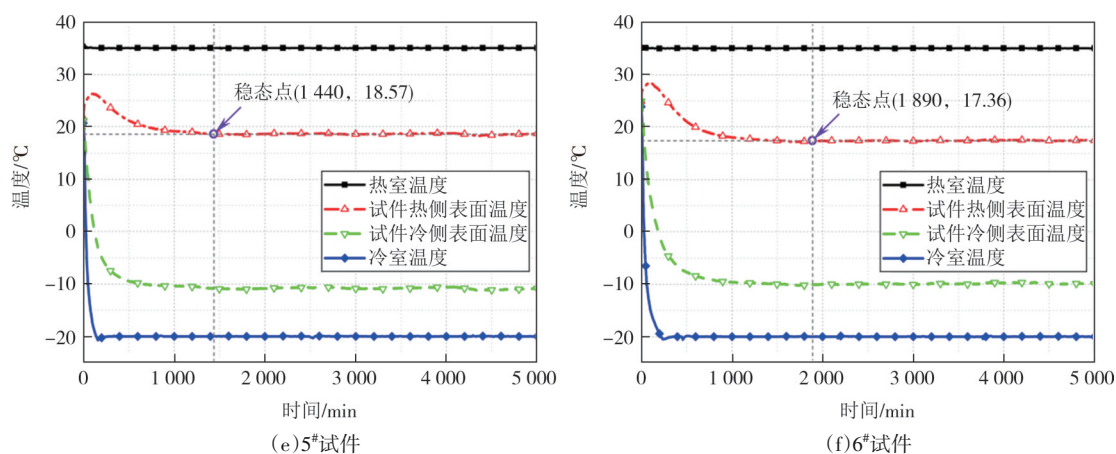 40
30
20
10
0
-10
-20
温度/℃
稳态点(1 440，18.57)
热室温度
试件热侧表面温度
试件冷侧表面温度
冷室温度
0 1 000 2 000 3 000 4 000 5 000
时间/min
(e)5#试件
40
30
20
10
0
-10
-20
温度/℃
稳态点(1 890，17.36)
热室温度
试件热侧表面温度
试件冷侧表面温度
冷室温度
0 1 000 2 000 3 000 4 000 5 000
时间/min
(f)6#试件